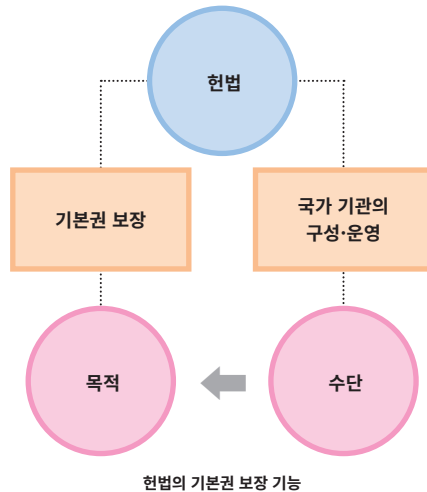 헌법
기본권 보장
국가 기관의
구성·운영
목적
수단
헌법의 기본권 보장 기능